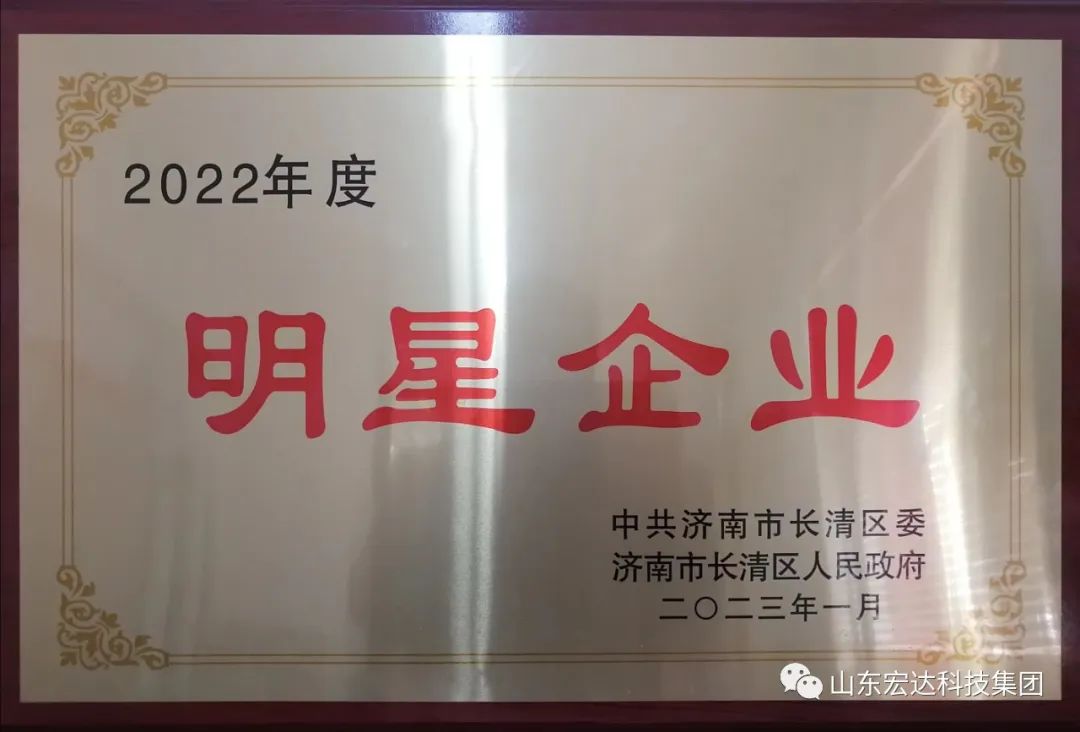 2022年度
明星企业
中共济南市长清区委
济南市长清区人民政府
二〇二三年一月
山东宏达科技集团